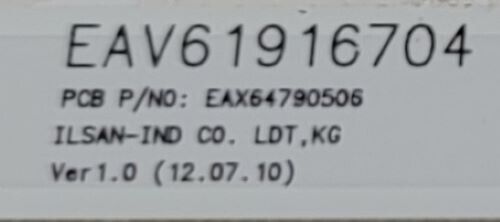 EAV61916704
PCB P/NO: EAX64790506
ILSAN-IND CO. LDT,KG
Ver1.0 (12.07.10)